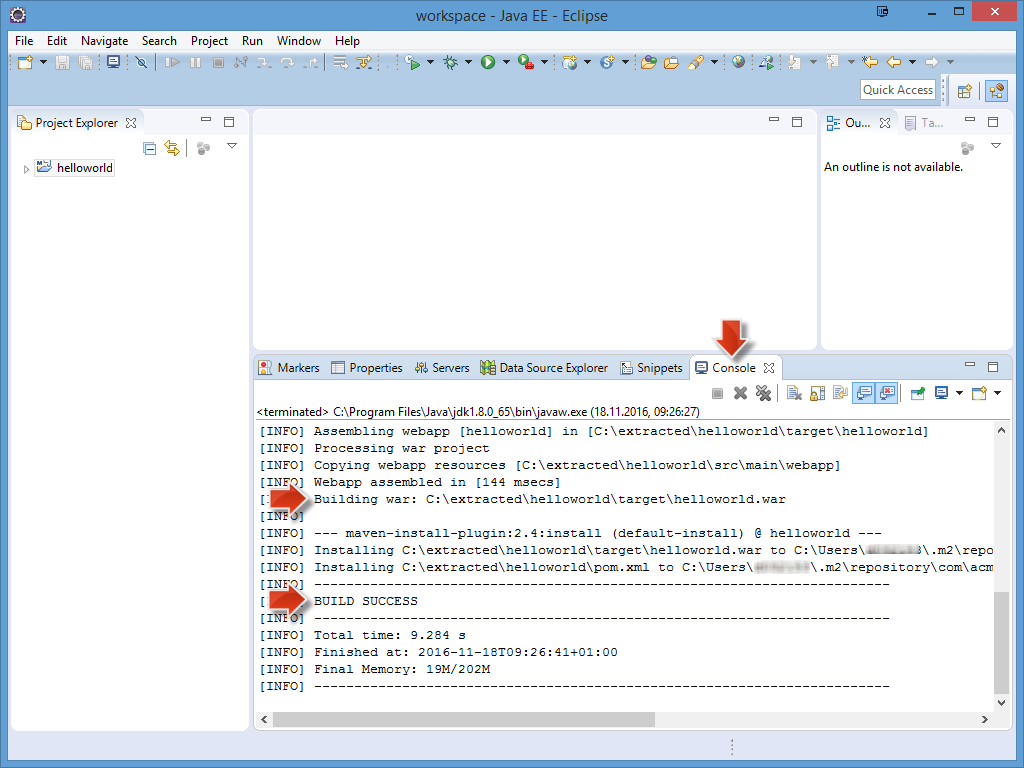 workspace - Java EE - Eclipse
File Edit Navigate Search Project Run Window Help
Quick Access
Project Explorer
helloworld
Ou... Ta...
An outline is not available.
Markers Properties Servers Data Source Explorer Snippets Console
<terminated> C:\Program Files\Java\jdk1.8.0_65\bin\javaw.exe (18.11.2016, 09:26:27)
[INFO] Assembling webapp [helloworld] in [C:\extracted\helloworld\target\helloworld]
[INFO] Processing war project
[INFO] Copying webapp resources [C:\extracted\helloworld\src\main\webapp]
[INFO] Webapp assembled in [144 msecs]
[ Building war: C:\extracted\helloworld\target\helloworld.war
[INFO]
[INFO] --- maven-install-plugin:2.4:install (default-install) @ helloworld ---
[INFO] Installing C:\extracted\helloworld\target\helloworld.war to C:\Users\ \.m2\repo
[INFO] Installing C:\extracted\helloworld\pom.xml to C:\Users\ \.m2\repository\com\acm
[INFO] ------------------------------------------------------------------------
[ BUILD SUCCESS
[INFO] ------------------------------------------------------------------------
[INFO] Total time: 9.284 s
[INFO] Finished at: 2016-11-18T09:26:41+01:00
[INFO] Final Memory: 19M/202M
[INFO] ------------------------------------------------------------------------